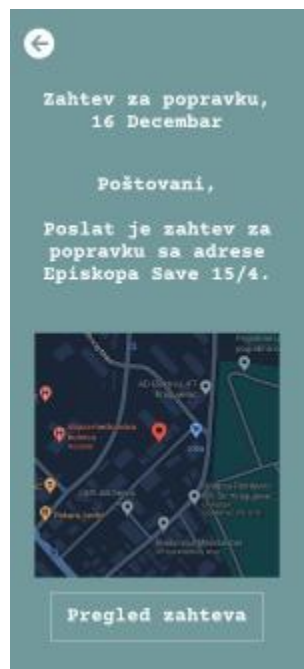 Zahtev za popravku,
16 Decembar
Poštovani,
Poslat je zahtev za
popravku sa adrese
Episkopa Save 15/4.
Pregled zahteva